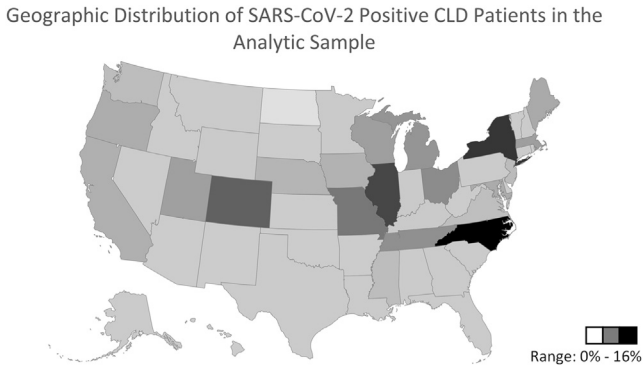 Geographic Distribution of SARS-CoV-2 Positive CLD Patients in the
Analytic Sample
Range: 0% - 16%